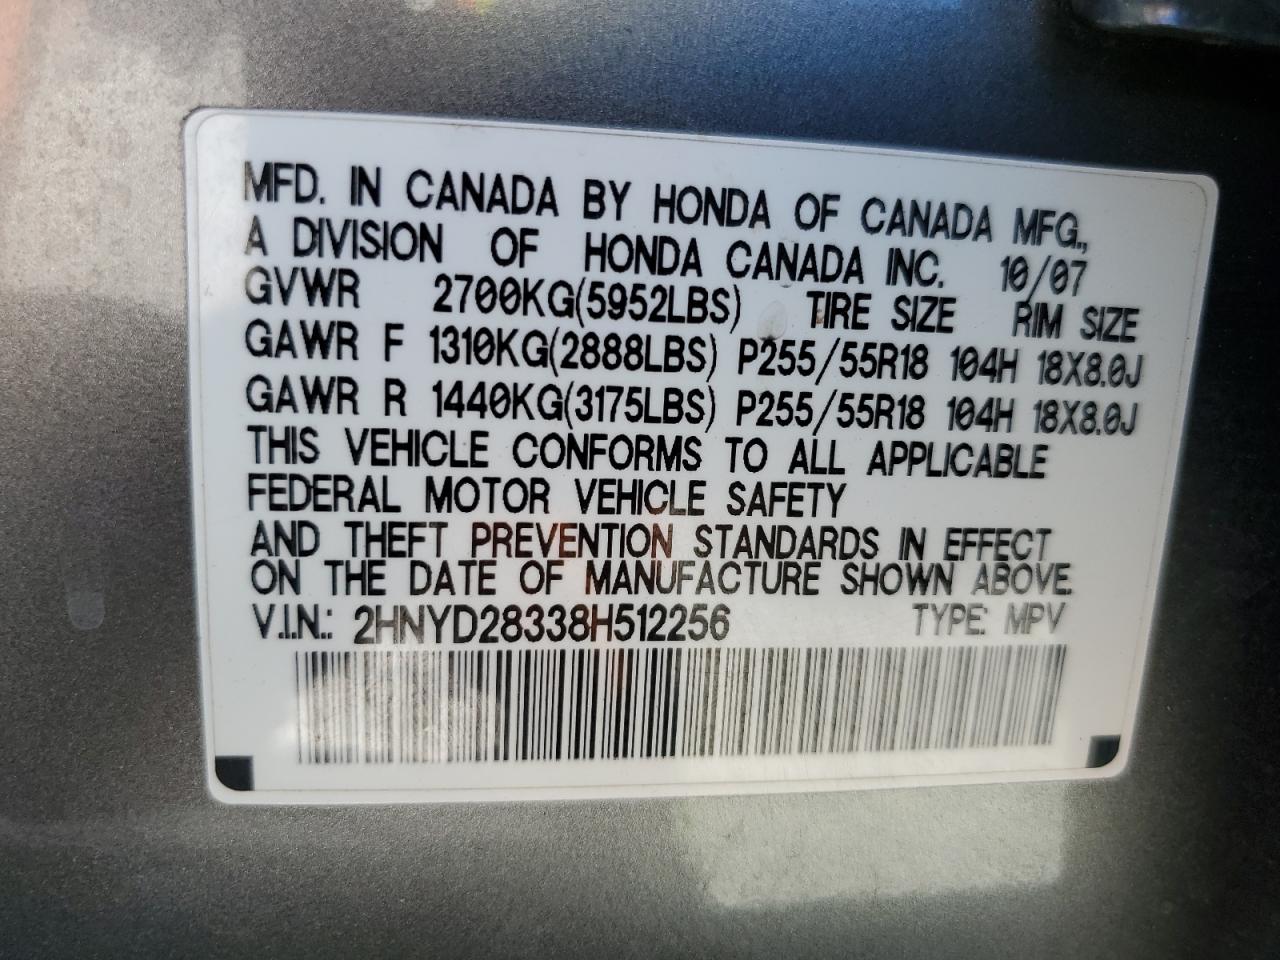 MFD. IN CANADA BY HONDA OF CANADA MFG.,
A DIVISION OF HONDA CANADA INC. 10/07
GVWR 2700KG(5952LBS) TIRE SIZE RIM SIZE
GAWR F 1310KG(2888LBS) P255/55R18 104H 18X8.0J
GAWR R 1440KG(3175LBS) P255/55R18 104H 18X8.0J
THIS VEHICLE CONFORMS TO ALL APPLICABLE
FEDERAL MOTOR VEHICLE SAFETY
AND THEFT PREVENTION STANDARDS IN EFFECT
ON THE DATE OF MANUFACTURE SHOWN ABOVE.
V.I.N.: 2HNYD28338H512256 TYPE: MPV